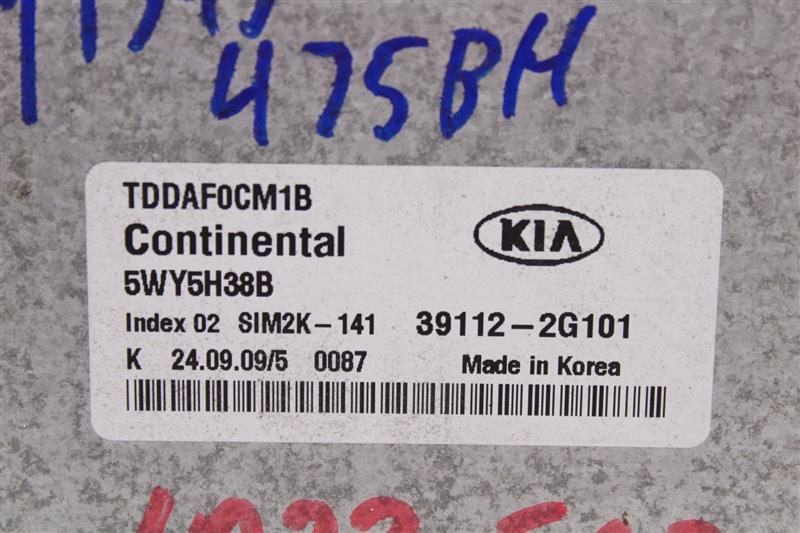 475BH
TDDAF0CM1B
Continental
KIA
5WY5H38B
Index 02 SIM2K-141 39112-2G101
K 24.09.09/5 0087 Made in Korea